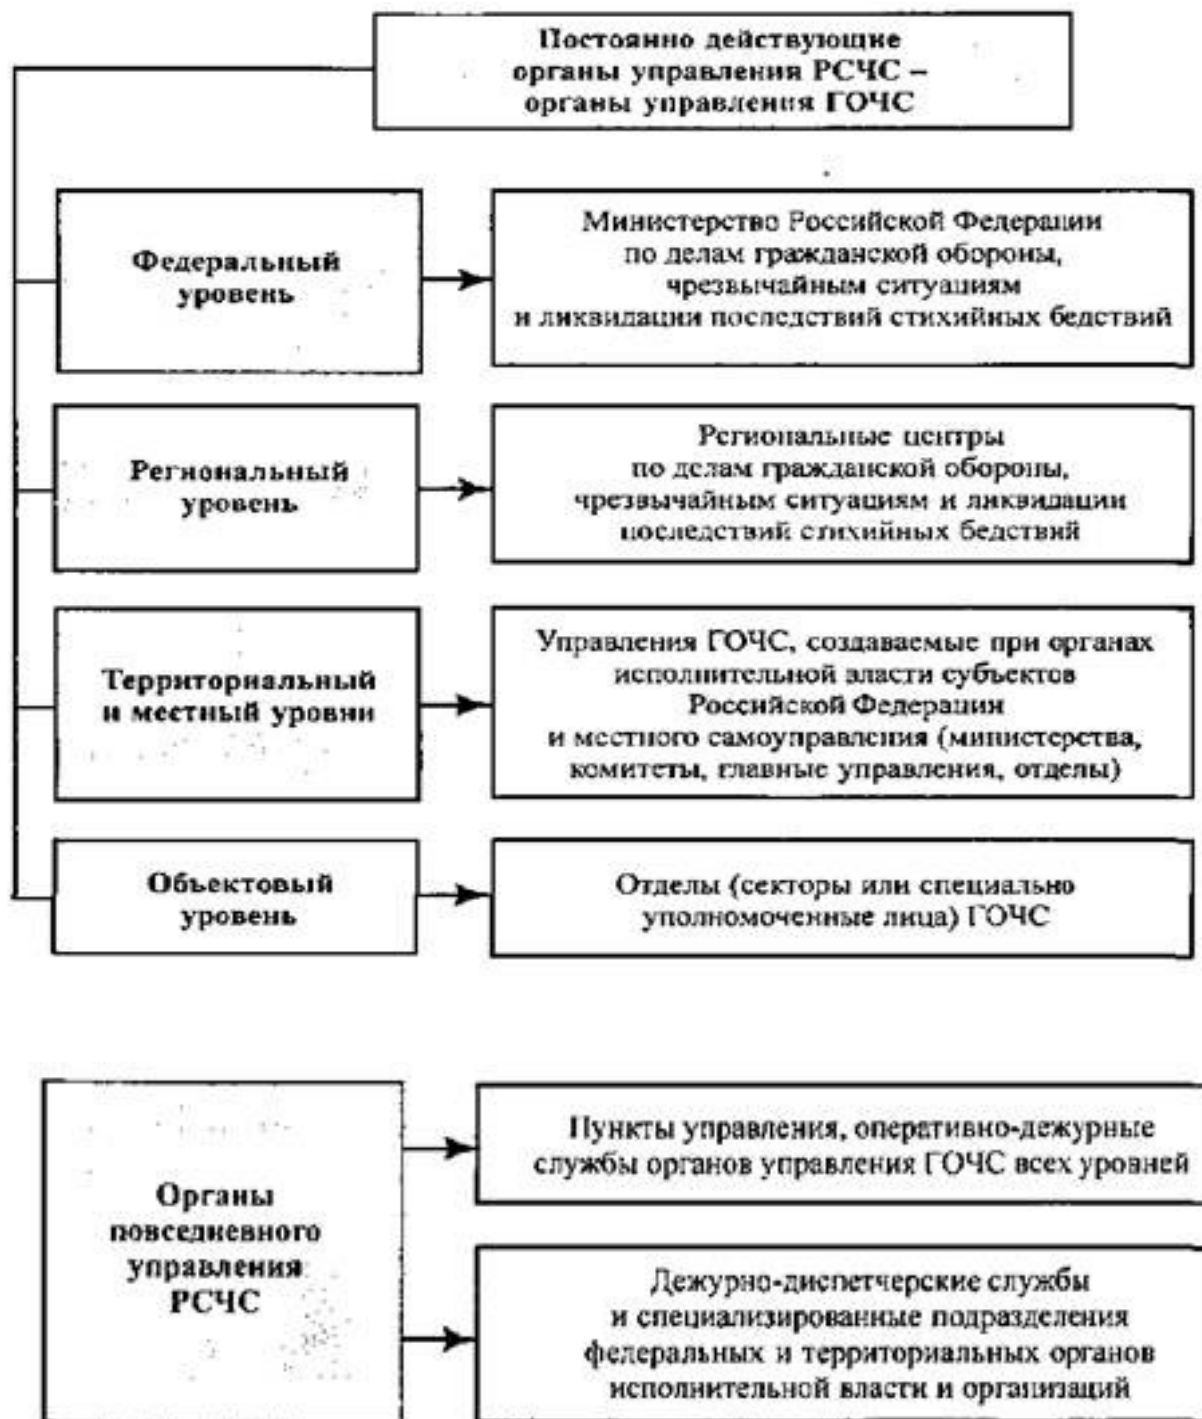 Постоянно действующие
органы управления РСЧС –
органы управления ГОЧС
Федеральный
уровень
Министерство Российской Федерации
по делам гражданской обороны,
чрезвычайным ситуациям
и ликвидации последствий стихийных бедствий
Региональный
уровень
Региональные центры
по делам гражданской обороны,
чрезвычайным ситуациям и ликвидации
последствий стихийных бедствий
Территориальный
и местный уровни
Управления ГОЧС, создаваемые при органах
исполнительной власти субъектов
Российской Федерации
и местного самоуправления (министерства,
комитеты, главные управления, отделы)
Объектовый
уровень
Отделы (секторы или специально
уполномоченные лица) ГОЧС
Органы
повседневного
управления
РСЧС
Пункты управления, оперативно-дежурные
службы органов управления ГОЧС всех уровней
Дежурно-диспетчерские службы
и специализированные подразделения
федеральных и территориальных органов
исполнительной власти и организаций